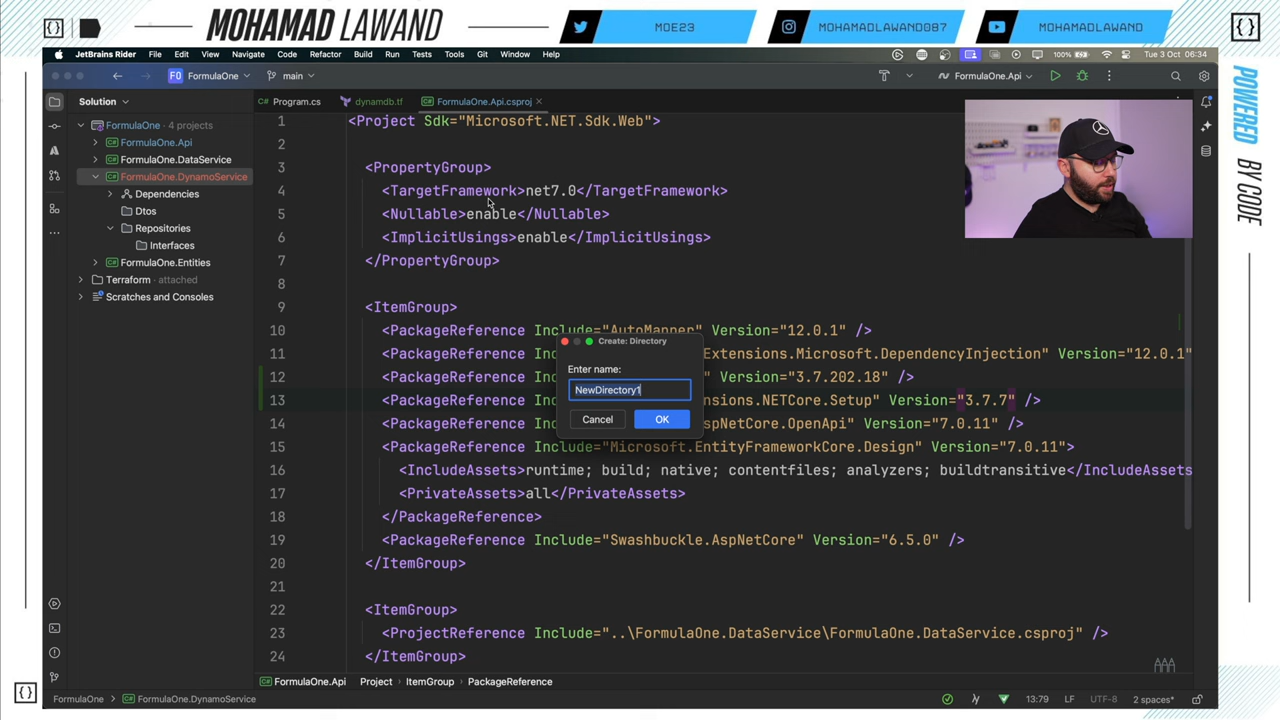 MOHAMAD LAWAND
MOE23
MOHAMADLAWAND087
MOHAMADLAWAND
POWERED BY CODE
JetBrains Rider File Edit View Navigate Code Refactor Build Run Tests Tools Git Window Help
100% Tue 3 Oct 06:34
FO FormulaOne main FormulaOne.Api
Solution
Program.cs dynamdb.tf FormulaOne.Api.csproj
FormulaOne · 4 projects
FormulaOne.Api
FormulaOne.DataService
FormulaOne.DynamoService
Dependencies
Dtos
Repositories
Interfaces
FormulaOne.Entities
Terraform attached
Scratches and Consoles
1 <Project Sdk="Microsoft.NET.Sdk.Web">
2
3 <PropertyGroup>
4 <TargetFramework>net7.0</TargetFramework>
5 <Nullable>enable</Nullable>
6 <ImplicitUsings>enable</ImplicitUsings>
7 </PropertyGroup>
8
9 <ItemGroup>
10 <PackageReference Include="AutoMapper" Version="12.0.1" />
11 <PackageReference Inc Extensions.Microsoft.DependencyInjection" Version="12.0.1"
12 <PackageReference Inc " Version="3.7.202.18" />
13 <PackageReference Inc nsions.NETCore.Setup" Version="3.7.7" />
14 <PackageReference Inc spNetCore.OpenApi" Version="7.0.11" />
15 <PackageReference Include="Microsoft.EntityFrameworkCore.Design" Version="7.0.11">
16 <IncludeAssets>runtime; build; native; contentfiles; analyzers; buildtransitive</IncludeAssets
17 <PrivateAssets>all</PrivateAssets>
18 </PackageReference>
19 <PackageReference Include="Swashbuckle.AspNetCore" Version="6.5.0" />
20 </ItemGroup>
21
22 <ItemGroup>
23 <ProjectReference Include="..\FormulaOne.DataService\FormulaOne.DataService.csproj" />
24 </ItemGroup>
Create: Directory
Enter name:
NewDirectory1
Cancel OK
FormulaOne.Api Project ItemGroup PackageReference
FormulaOne FormulaOne.DynamoService
13:79 LF UTF-8 2 spaces*